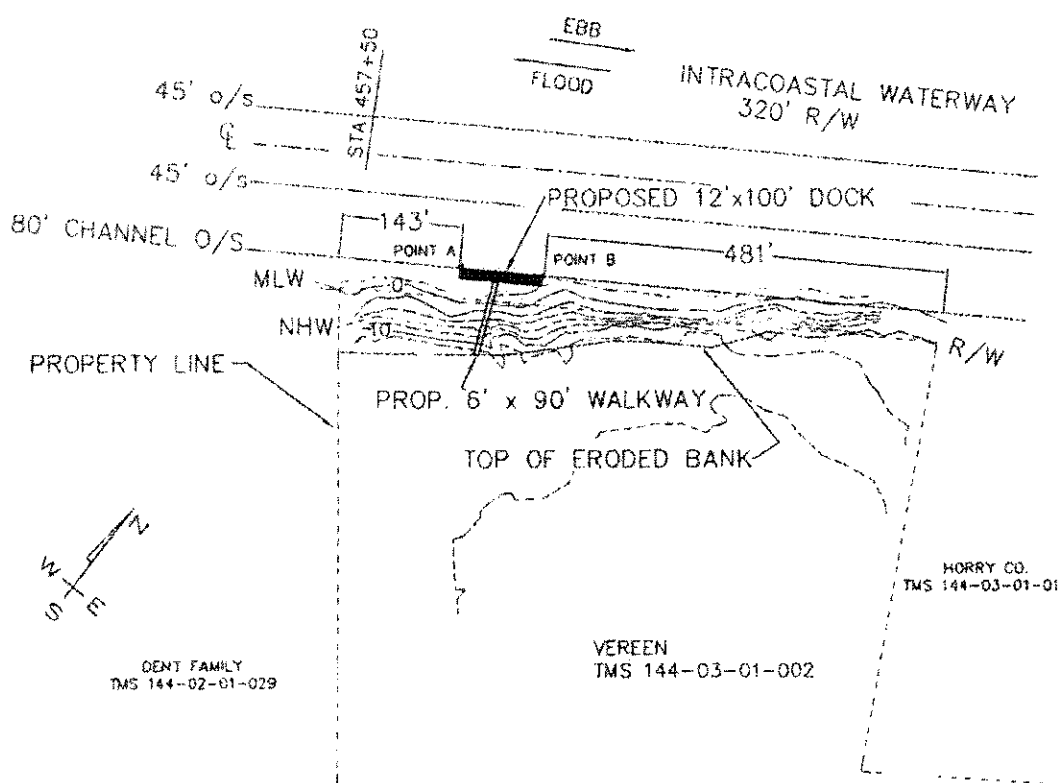 EBB
FLOOD
INTRACOASTAL WATERWAY
320' R/W
STA 457+50
45' o/s
℄
45' o/s
PROPOSED 12'x100' DOCK
80' CHANNEL O/S
143'
POINT A
POINT B
481'
MLW
0
NHW
-10
R/W
PROPERTY LINE
PROP. 6' x 90' WALKWAY
TOP OF ERODED BANK
N
W
S
E
HORRY CO.
TMS 144-03-01-01
DENT FAMILY
TMS 144-02-01-029
VEREEN
TMS 144-03-01-002